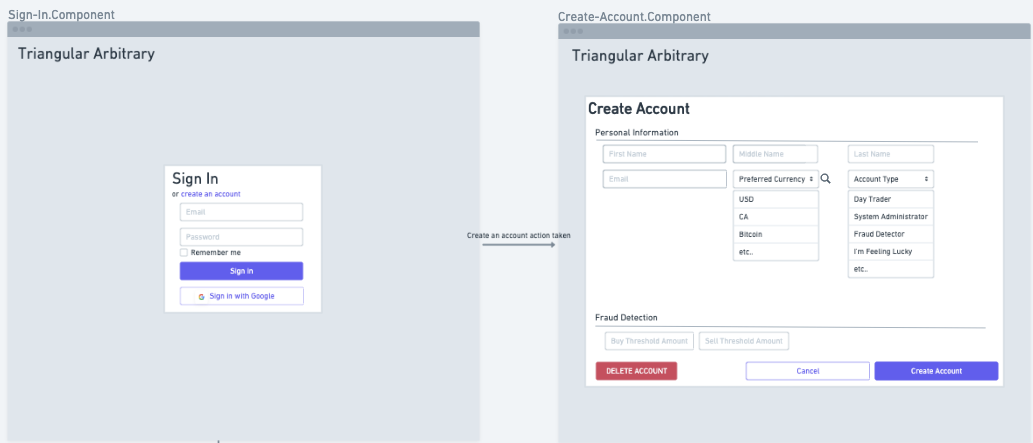 Sign-In.Component
Triangular Arbitrary
Sign In
or create an account
Email
Password
Remember me
Sign in
Sign in with Google
Create an account action taken
Create-Account.Component
Triangular Arbitrary
Create Account
Personal Information
First Name Middle Name Last Name
Email Preferred Currency Account Type
USD Day Trader
CA System Administrator
Bitcoin Fraud Detector
etc.. I'm Feeling Lucky
etc..
Fraud Detection
Buy Threshold Amount Sell Threshold Amount
DELETE ACCOUNT Cancel Create Account